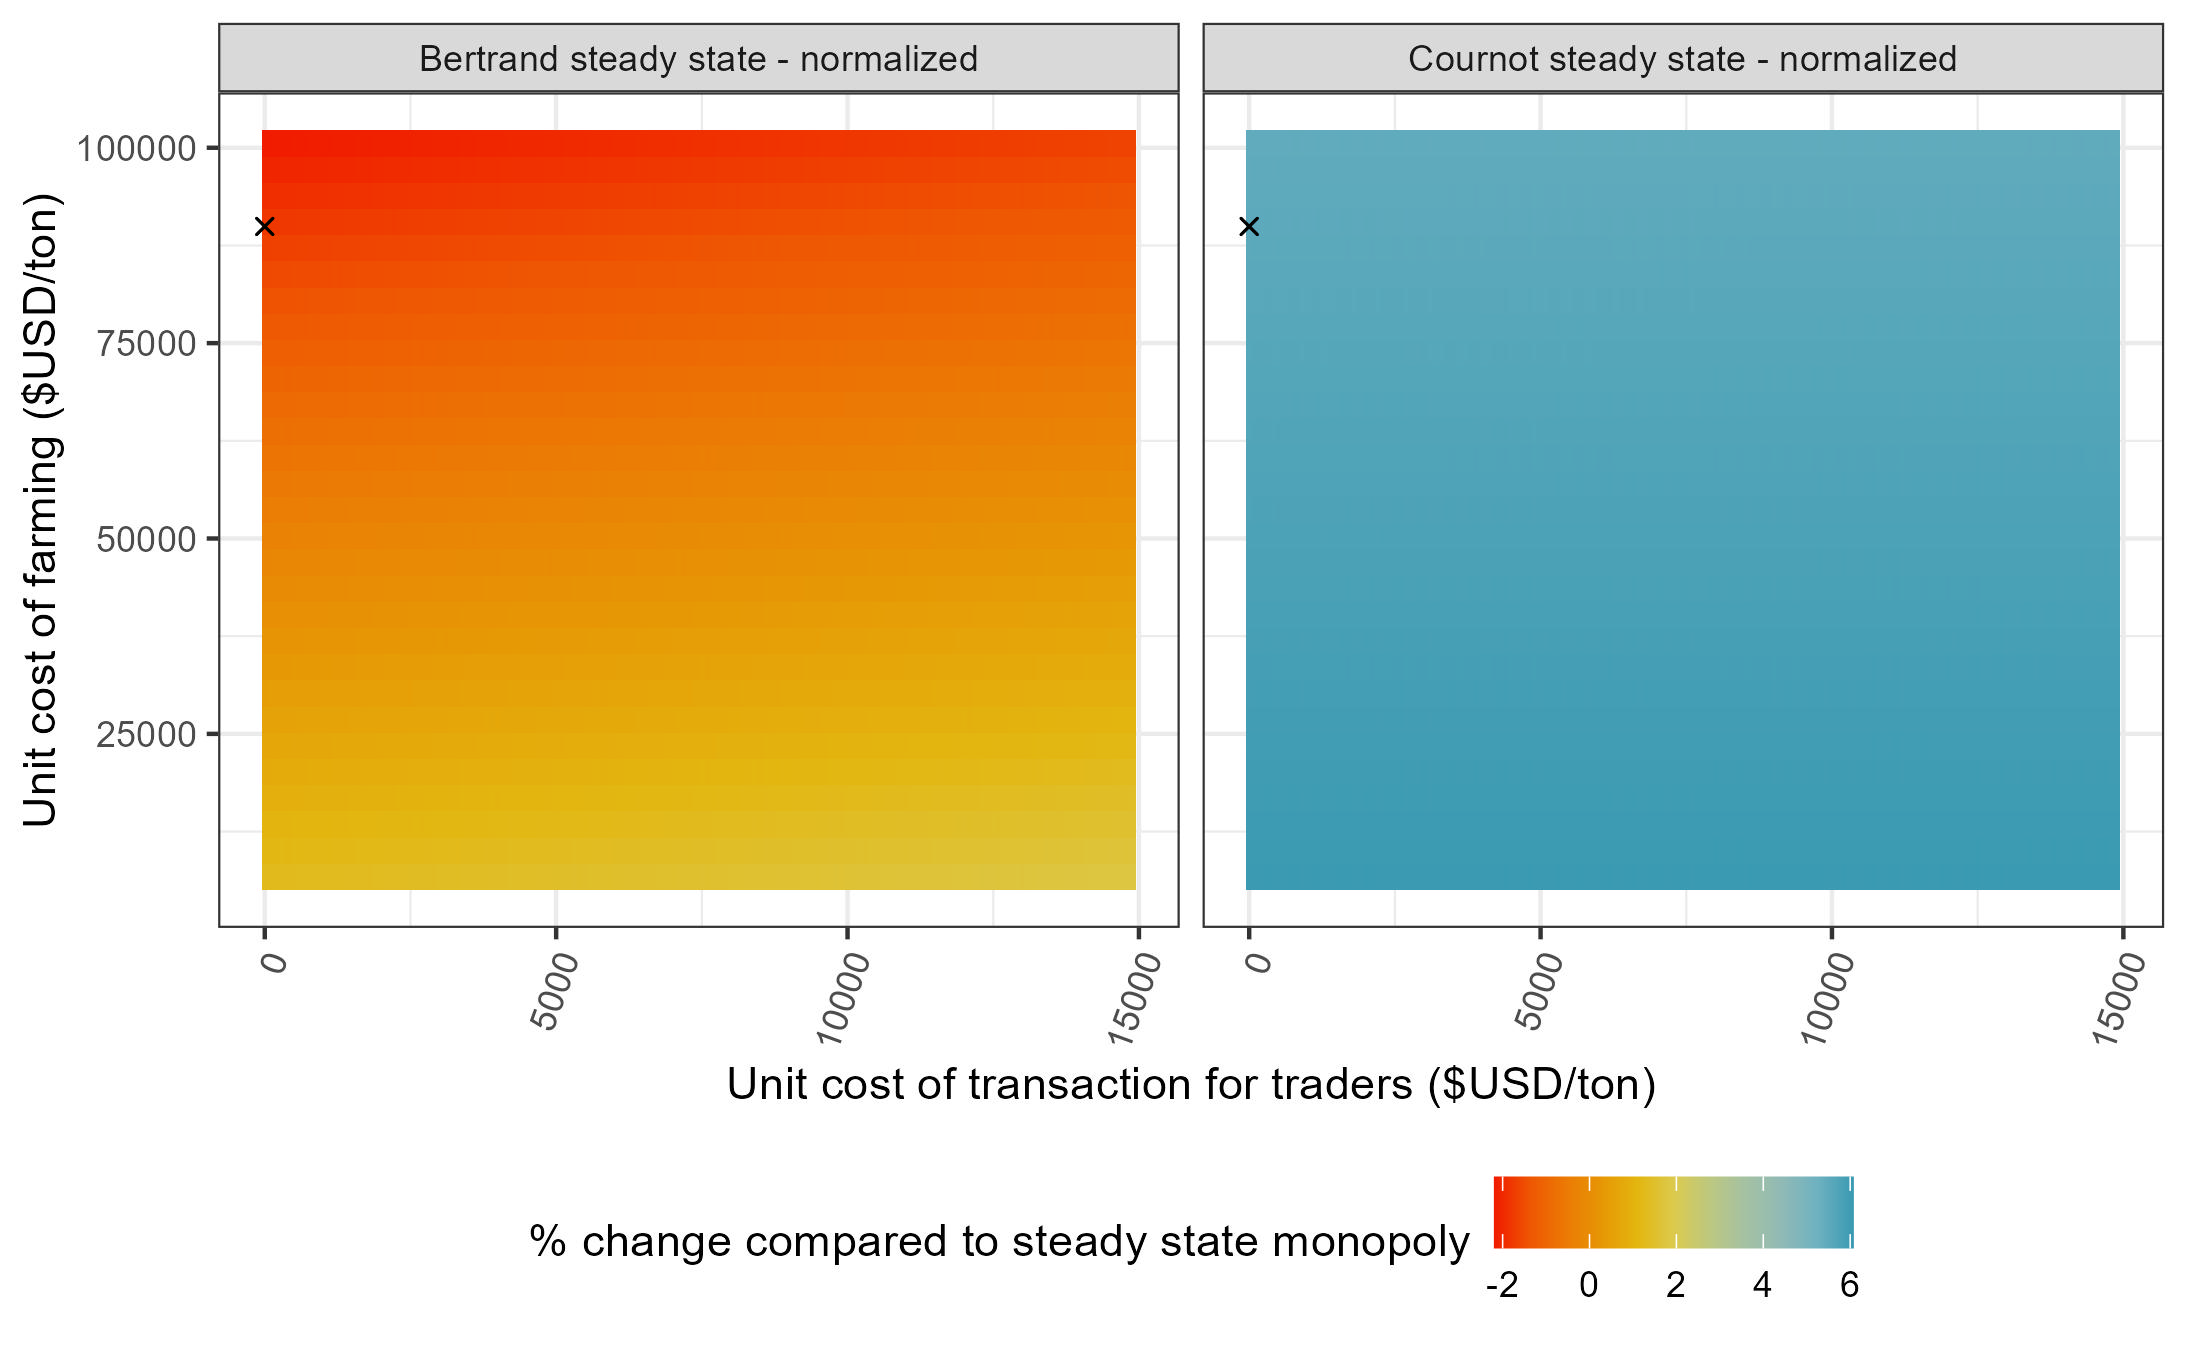 Bertrand steady state - normalized
Cournot steady state - normalized
Unit cost of farming ($USD/ton)
100000
75000
50000
25000
0
5000
10000
15000
0
5000
10000
15000
Unit cost of transaction for traders ($USD/ton)
% change compared to steady state monopoly
-2 0 2 4 6